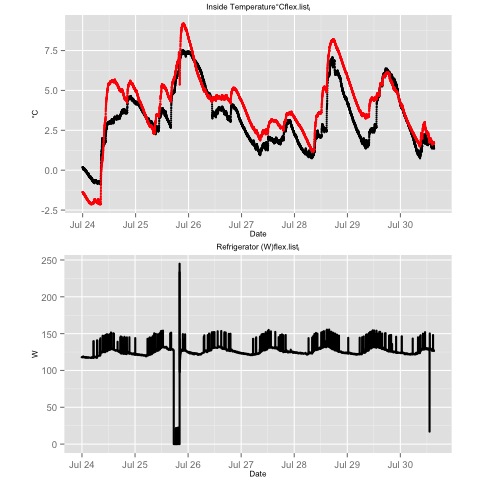 Inside Temperature°Cflex.list,
7.5
5.0
2.5
0.0
-2.5
°C
Jul 24 Jul 25 Jul 26 Jul 27 Jul 28 Jul 29 Jul 30
Date
Refrigerator (W)flex.list,
250
200
150
100
50
0
W
Jul 24 Jul 25 Jul 26 Jul 27 Jul 28 Jul 29 Jul 30
Date